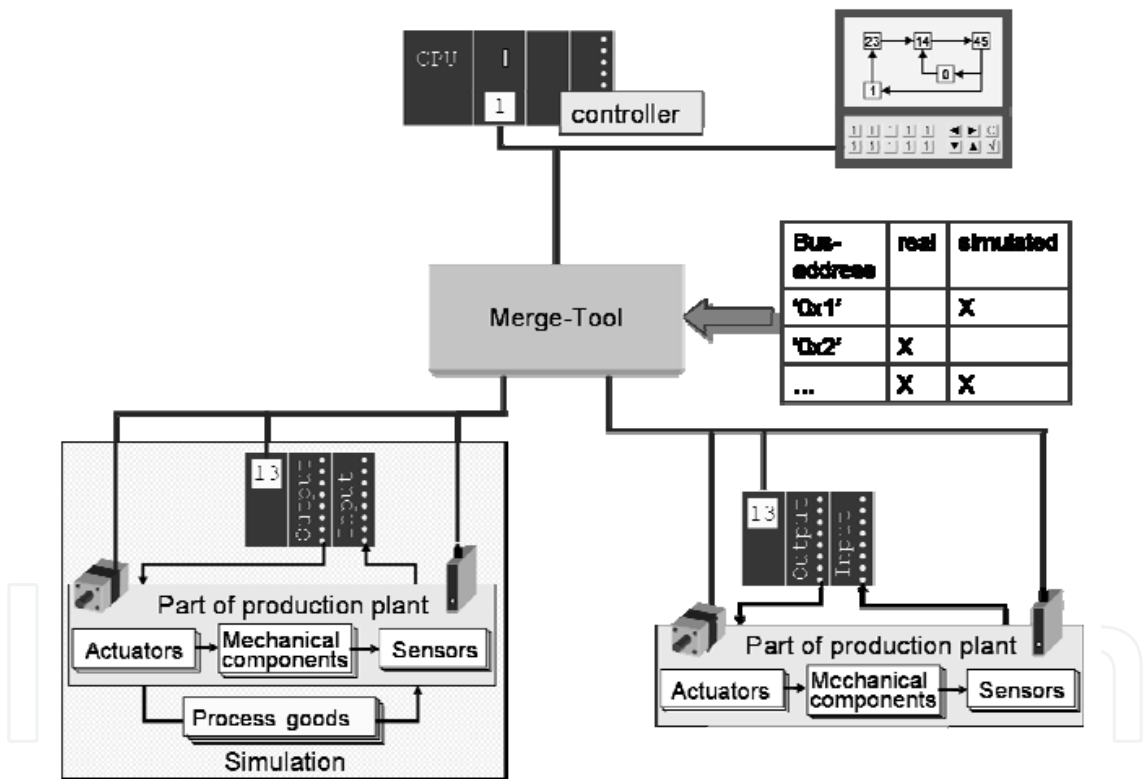 CPU
1
controller
23
14
45
0
1
Bus-address
real
simulated
'0x1'
X
'0x2'
X
...
X
X
Merge-Tool
13
Output
Input
Part of production plant
Actuators
Mechanical
components
Sensors
Process goods
Simulation
13
Output
Input
Part of production plant
Actuators
Mechanical
components
Sensors